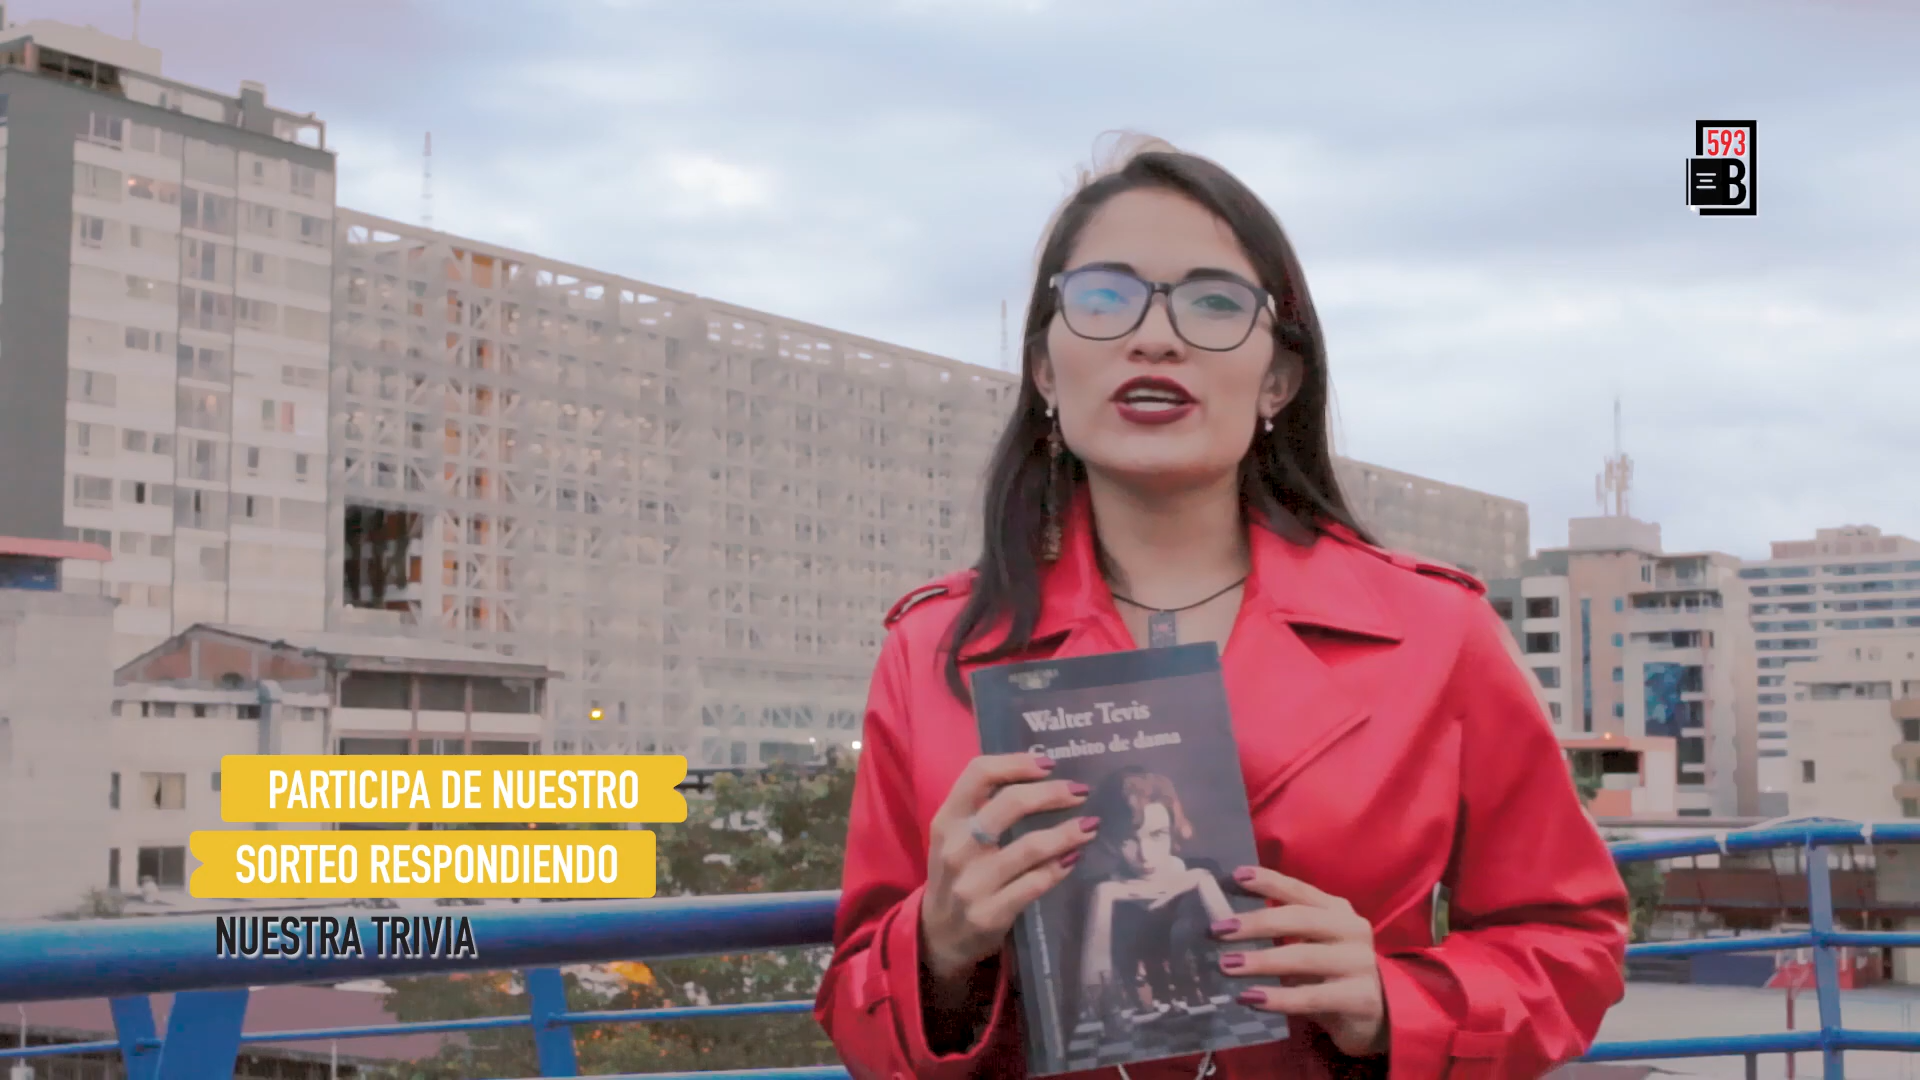 593
B
Walter Tevis
Gambito de dama
PARTICIPA DE NUESTRO
SORTEO RESPONDIENDO
NUESTRA TRIVIA